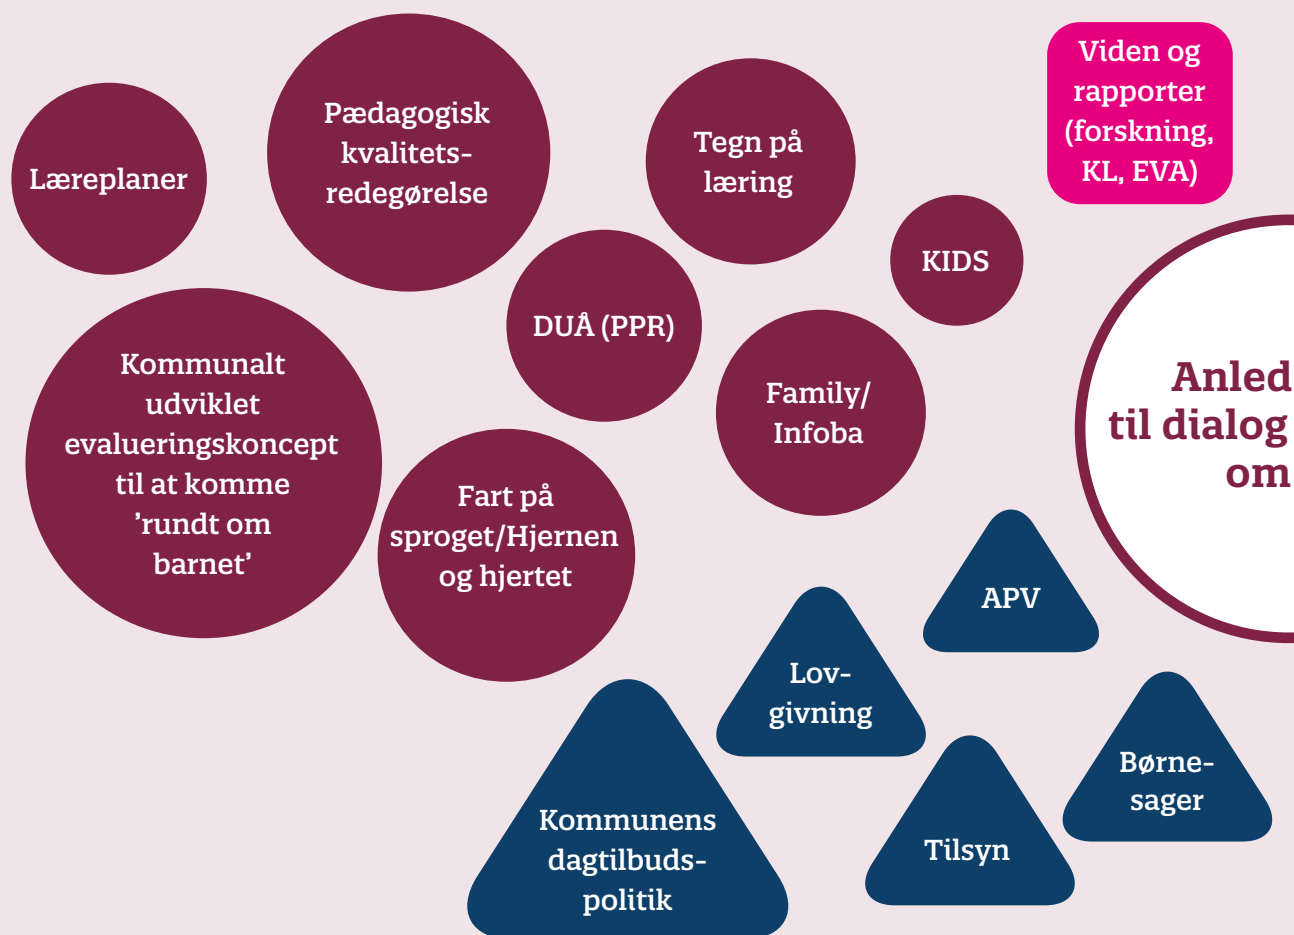 Læreplaner
Pædagogisk
kvalitets-
redegørelse
Tegn på
læring
Viden og
rapporter
(forskning,
KL, EVA)
KIDS
DUÅ (PPR)
Kommunalt
udviklet
evalueringskoncept
til at komme
’rundt om
barnet’
Family/
Infoba
Anled
til dialog
om
Fart på
sproget/Hjernen
og hjertet
APV
Lov-
givning
Børne-
sager
Kommunens
dagtilbuds-
politik
Tilsyn